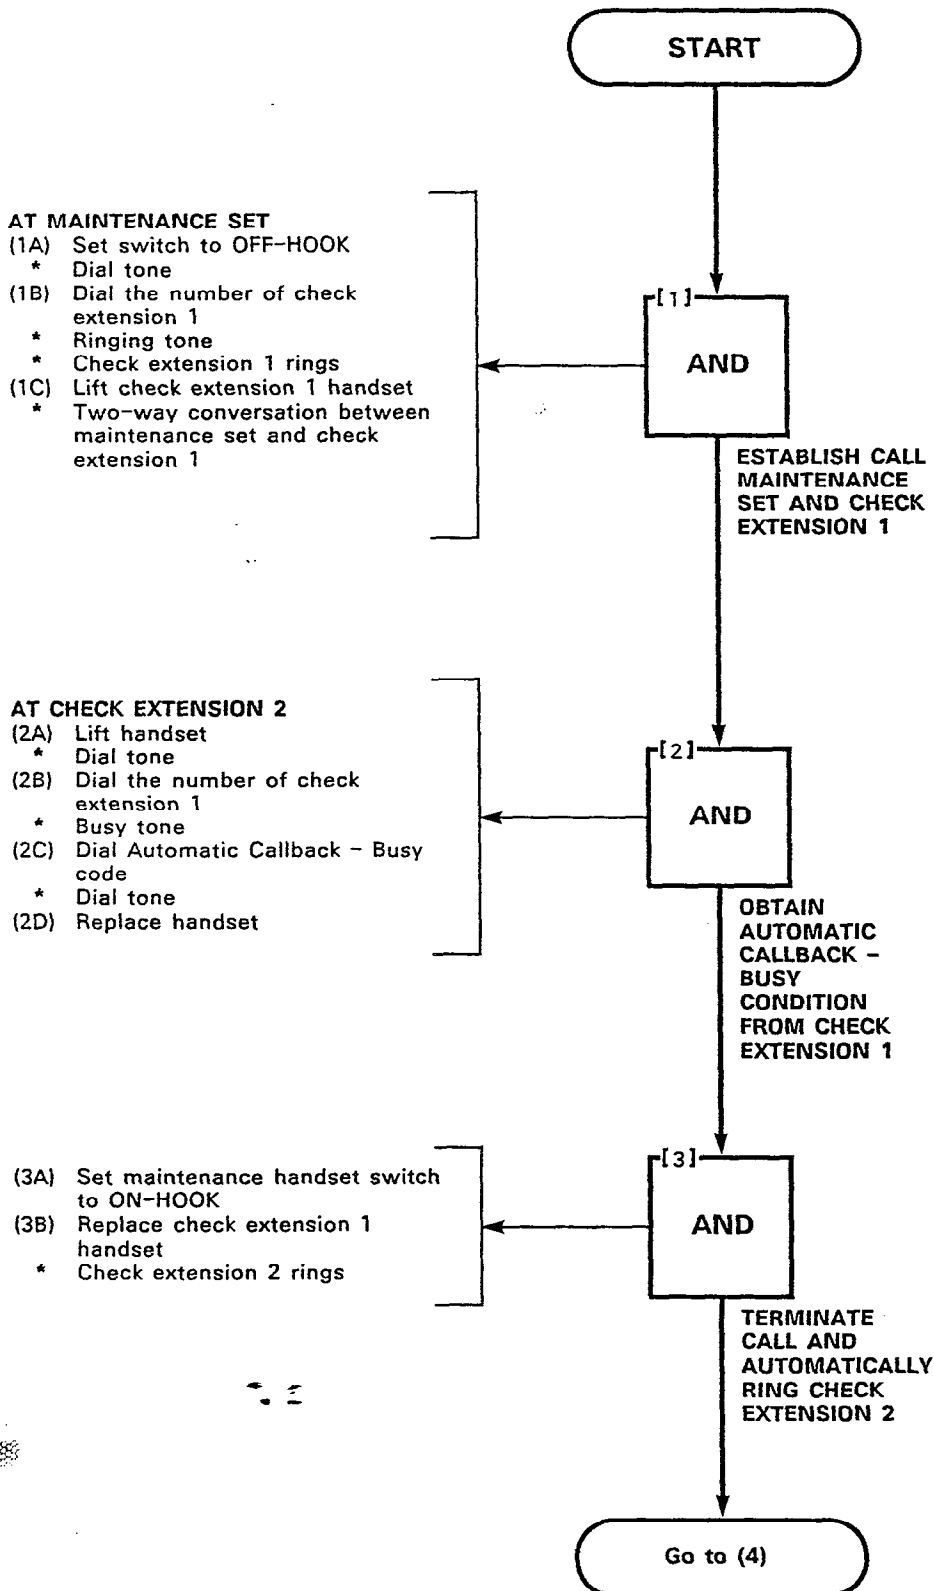 START
AT MAINTENANCE SET
(1A) Set switch to OFF-HOOK
* Dial tone
(1B) Dial the number of check
extension 1
* Ringing tone
* Check extension 1 rings
(1C) Lift check extension 1 handset
* Two-way conversation between
maintenance set and check
extension 1
[1]
AND
ESTABLISH CALL
MAINTENANCE
SET AND CHECK
EXTENSION 1
AT CHECK EXTENSION 2
(2A) Lift handset
* Dial tone
(2B) Dial the number of check
extension 1
* Busy tone
(2C) Dial Automatic Callback - Busy
code
* Dial tone
(2D) Replace handset
[2]
AND
OBTAIN
AUTOMATIC
CALLBACK -
BUSY
CONDITION
FROM CHECK
EXTENSION 1
(3A) Set maintenance handset switch
to ON-HOOK
(3B) Replace check extension 1
handset
* Check extension 2 rings
[3]
AND
TERMINATE
CALL AND
AUTOMATICALLY
RING CHECK
EXTENSION 2
Go to (4)